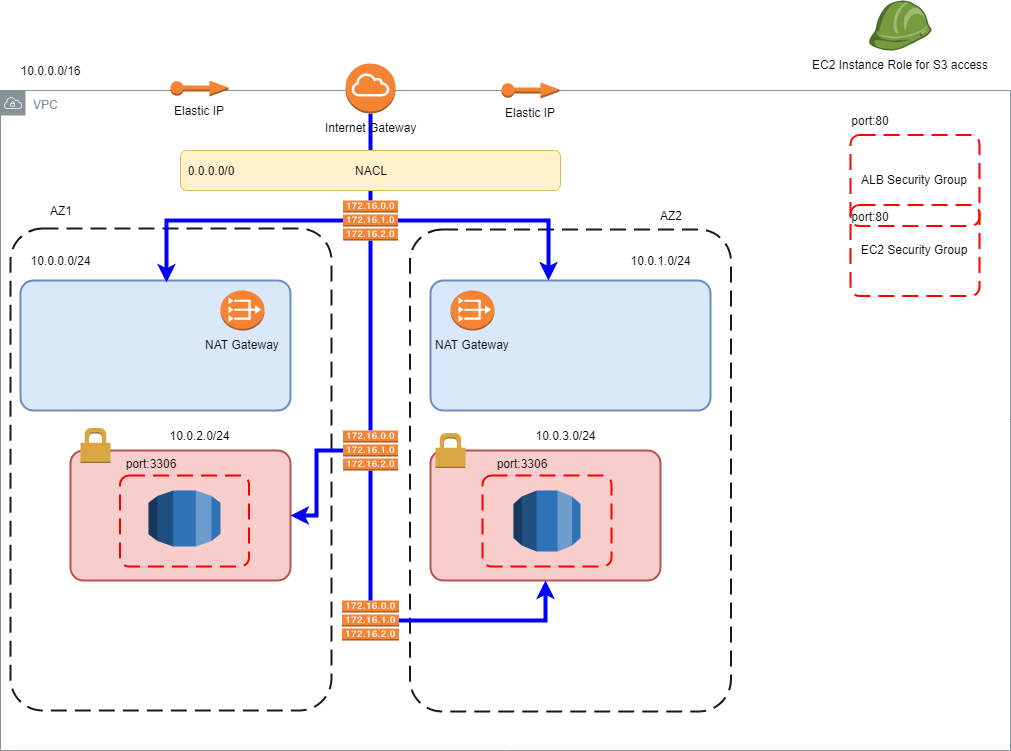 EC2 Instance Role for S3 access
10.0.0.0/16
VPC
Elastic IP
Elastic IP
Internet Gateway
port:80
0.0.0.0/0
NACL
ALB Security Group
172.16.0.0
172.16.1.0
172.16.2.0
AZ1
AZ2
port:80
EC2 Security Group
10.0.0.0/24
10.0.1.0/24
NAT Gateway
NAT Gateway
10.0.2.0/24
172.16.0.0
172.16.1.0
172.16.2.0
10.0.3.0/24
port:3306
port:3306
172.16.0.0
172.16.1.0
172.16.2.0